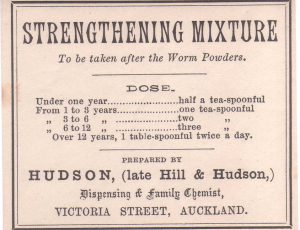 STRENGTHENING MIXTURE
To be taken after the Worm Powders.
DOSE.
Under one year......................half a tea-spoonful
From 1 to 3 years................one tea-spoonful
„ 3 to 6 „ ................two „
„ 6 to 12 „ ................three „
Over 12 years, 1 table-spoonful twice a day.
PREPARED BY
HUDSON, (late Hill & Hudson,)
Dispensing & Family Chemist,
VICTORIA STREET, AUCKLAND.